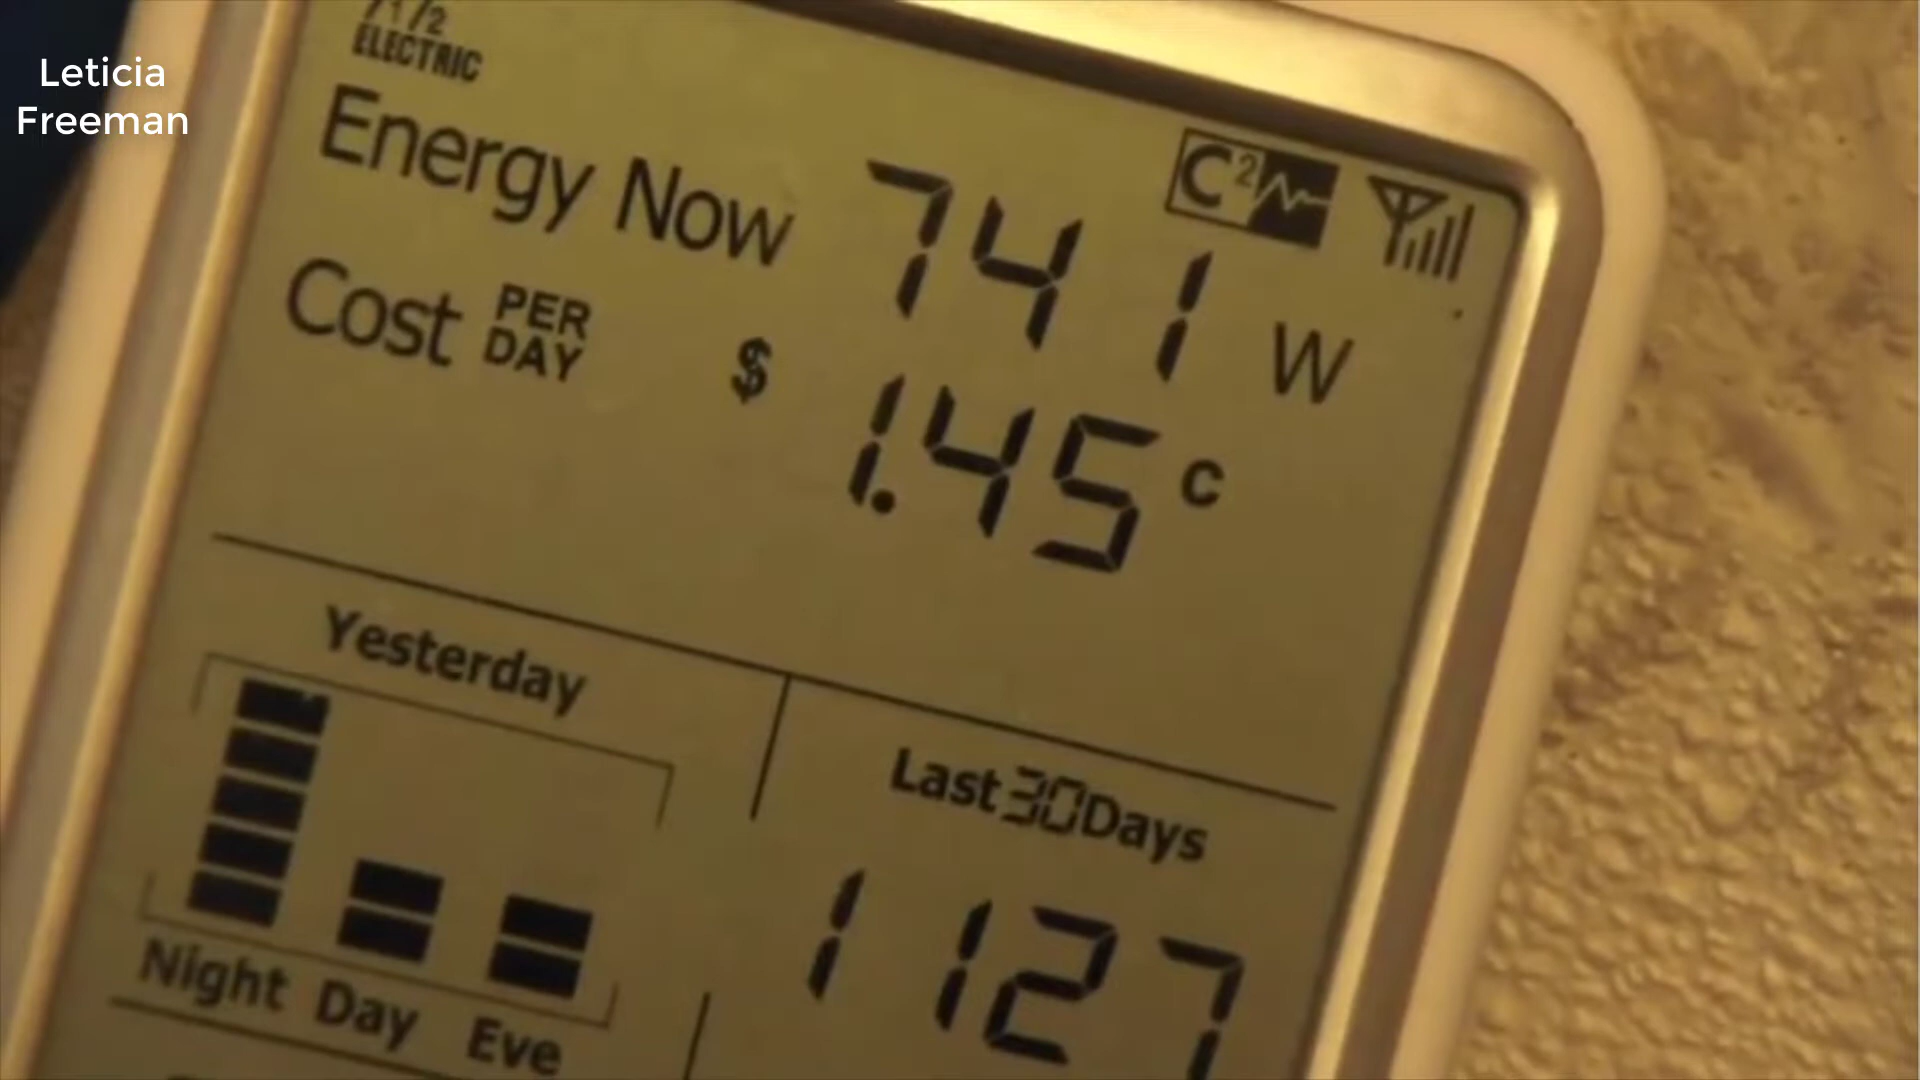 Leticia
Freeman
ELECTRIC
Energy Now 741 W
C²
Cost PER DAY $ 1.45 c
Yesterday
Last 30 Days
1127
Night Day Eve